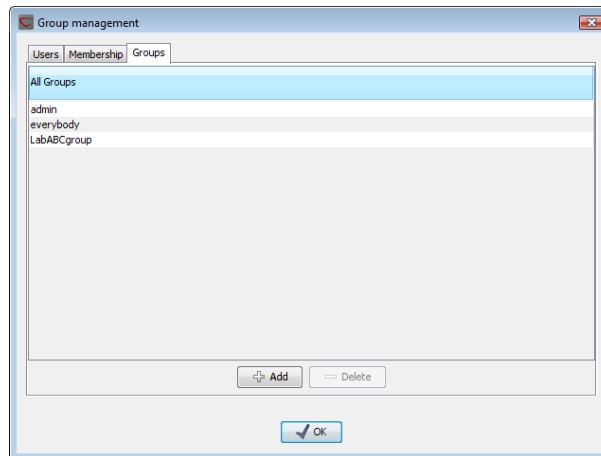 Group management
Users Membership Groups
All Groups
admin
everybody
LabABCgroup
Add Delete
OK